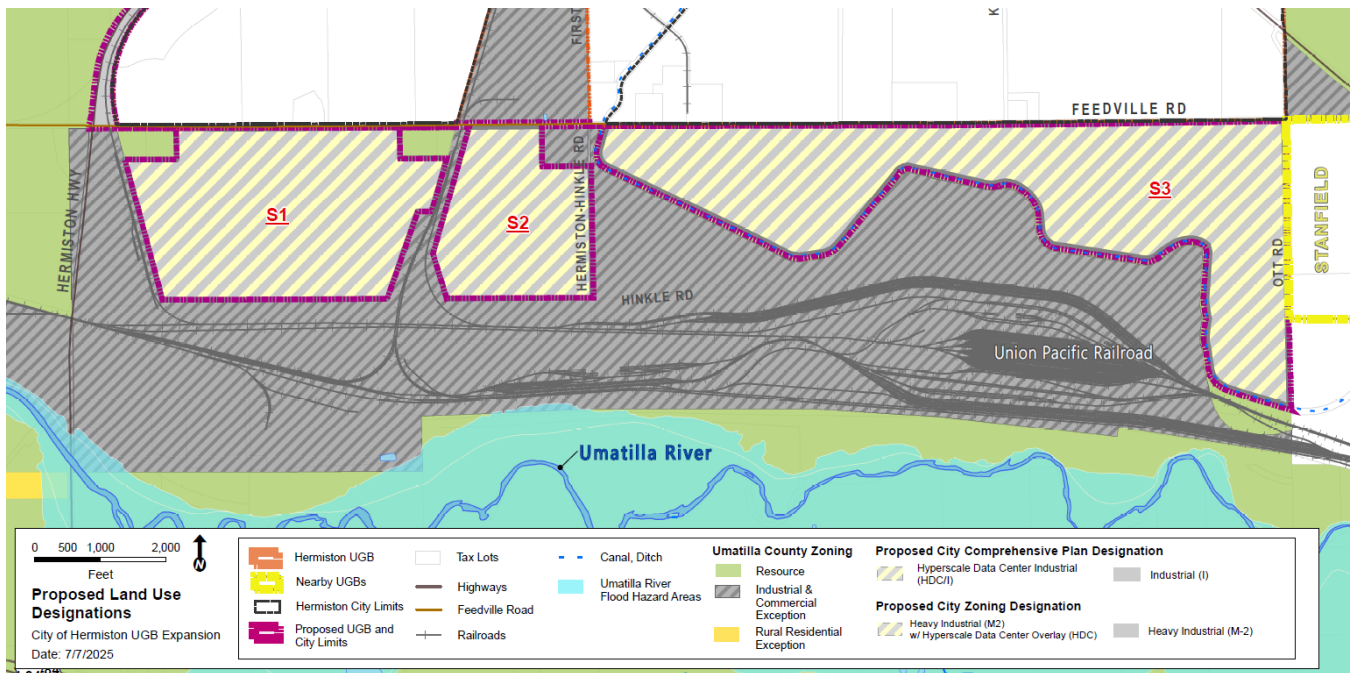 FIRST
K
FEEDVILLE RD
HERMISTON HWY
S1
S2
HERMISTON-HINKLE RD
S3
OTT RD
STANFIELD
HINKLE RD
Union Pacific Railroad
Umatilla River
0 500 1,000 2,000
Feet
N
Proposed Land Use
Designations
City of Hermiston UGB Expansion
Date: 7/7/2025
Hermiston UGB
Nearby UGBs
Hermiston City Limits
Proposed UGB and
City Limits
Tax Lots
Highways
Feedville Road
Railroads
Canal, Ditch
Umatilla River
Flood Hazard Areas
Umatilla County Zoning
Resource
Industrial &
Commercial
Exception
Rural Residential
Exception
Proposed City Comprehensive Plan Designation
Hyperscale Data Center Industrial
(HDC/I)
Industrial (I)
Proposed City Zoning Designation
Heavy Industrial (M2)
w/ Hyperscale Data Center Overlay (HDC)
Heavy Industrial (M-2)